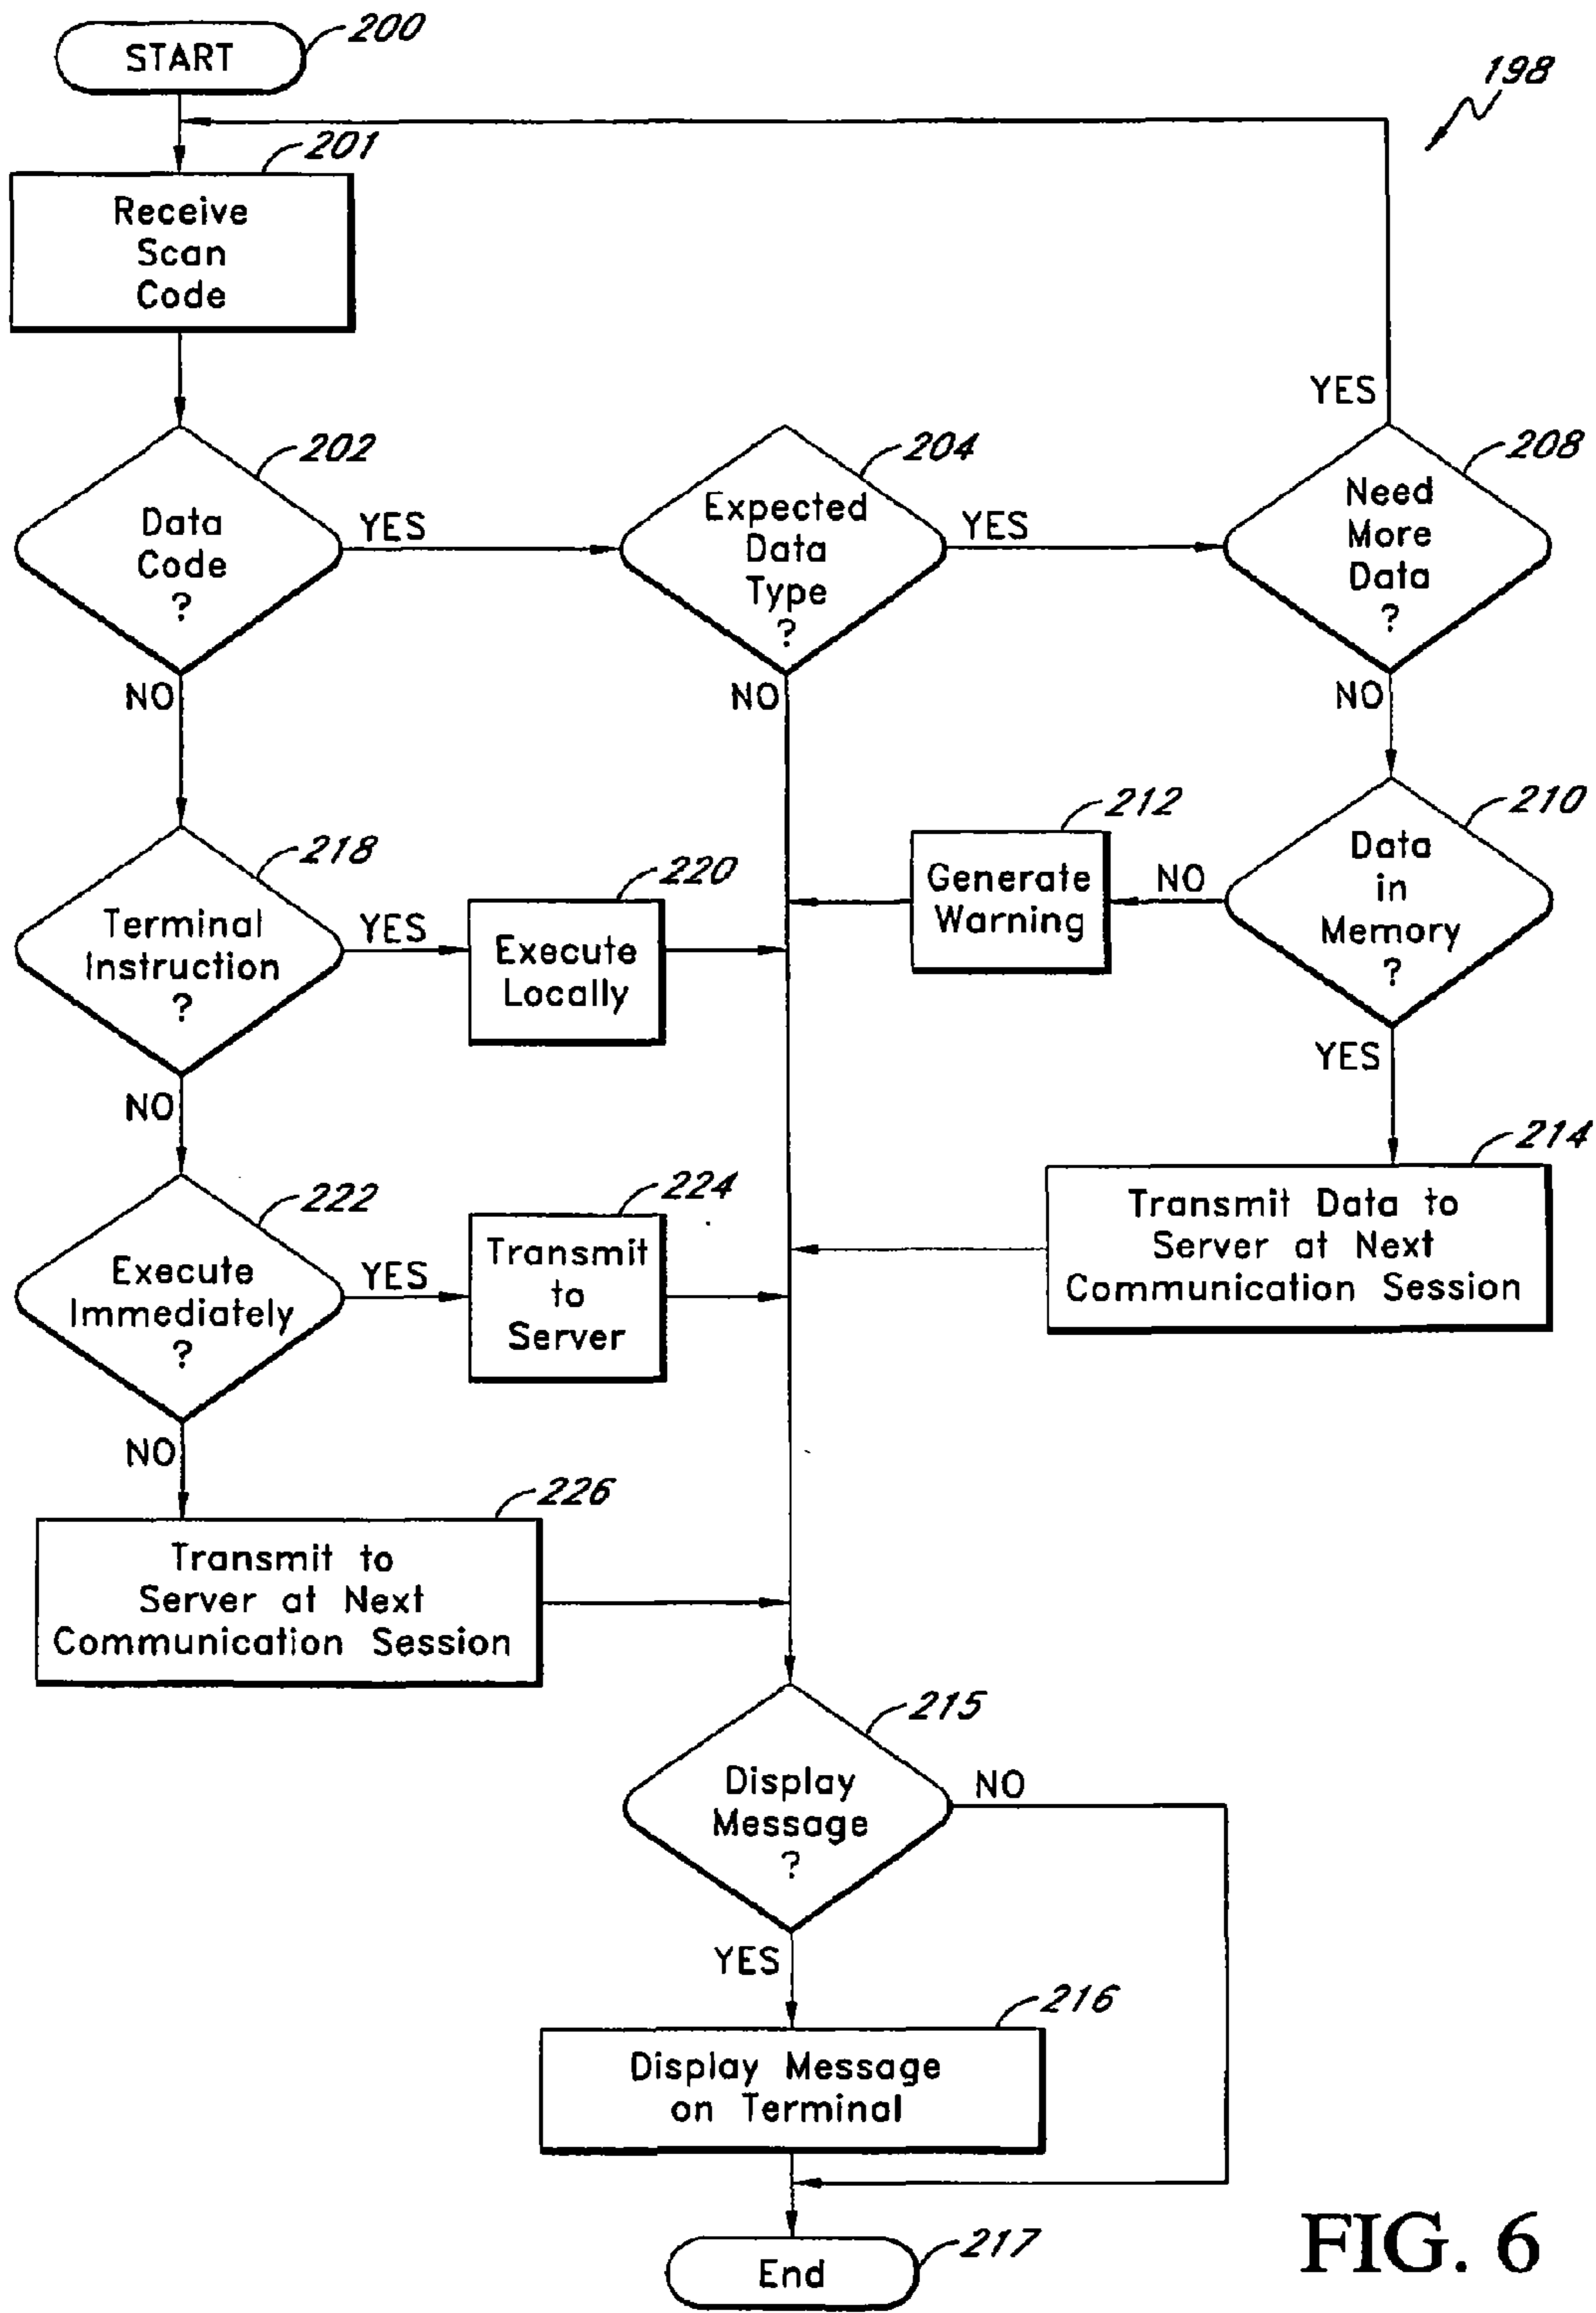 START
200
198
201
Receive
Scan
Code
YES
202
Data
Code
?
YES
204
Expected
Data
Type
?
YES
208
Need
More
Data
?
NO
NO
NO
218
Terminal
Instruction
?
YES
220
Execute
Locally
212
Generate
Warning
NO
210
Data
in
Memory
?
YES
NO
222
Execute
Immediately
?
YES
224
Transmit
to
Server
214
Transmit Data to
Server at Next
Communication Session
NO
226
Transmit to
Server at Next
Communication Session
215
Display
Message
?
NO
YES
216
Display Message
on Terminal
217
End
FIG. 6